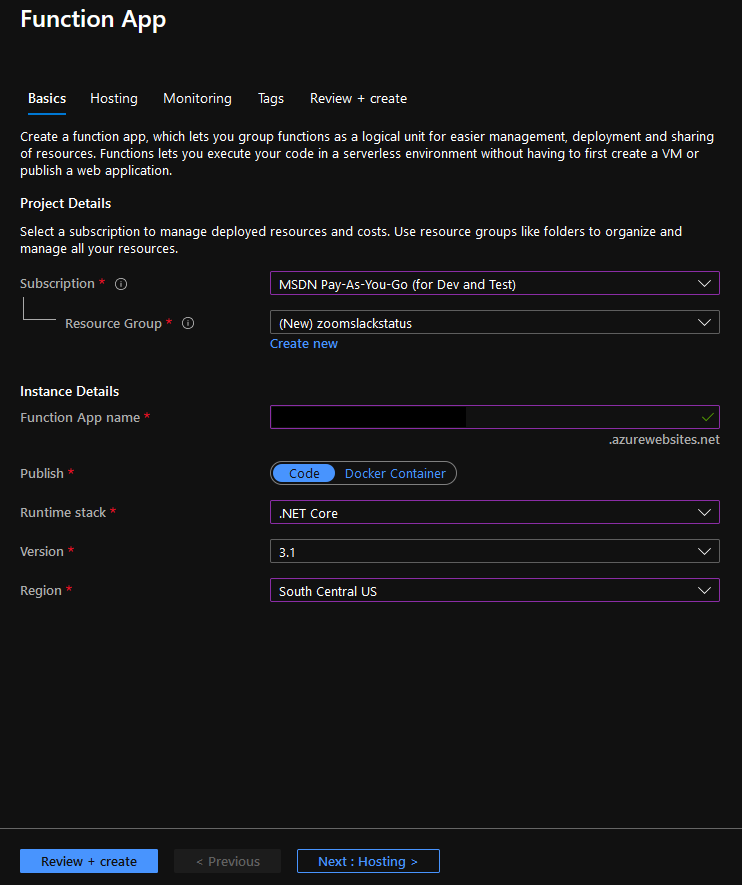 Function App
Basics Hosting Monitoring Tags Review + create
Create a function app, which lets you group functions as a logical unit for easier management, deployment and sharing
of resources. Functions lets you execute your code in a serverless environment without having to first create a VM or
publish a web application.
Project Details
Select a subscription to manage deployed resources and costs. Use resource groups like folders to organize and
manage all your resources.
Subscription * MSDN Pay-As-You-Go (for Dev and Test)
Resource Group * (New) zoomslackstatus
Create new
Instance Details
Function App name *
.azurewebsites.net
Publish * Code Docker Container
Runtime stack * .NET Core
Version * 3.1
Region * South Central US
Review + create < Previous Next : Hosting >